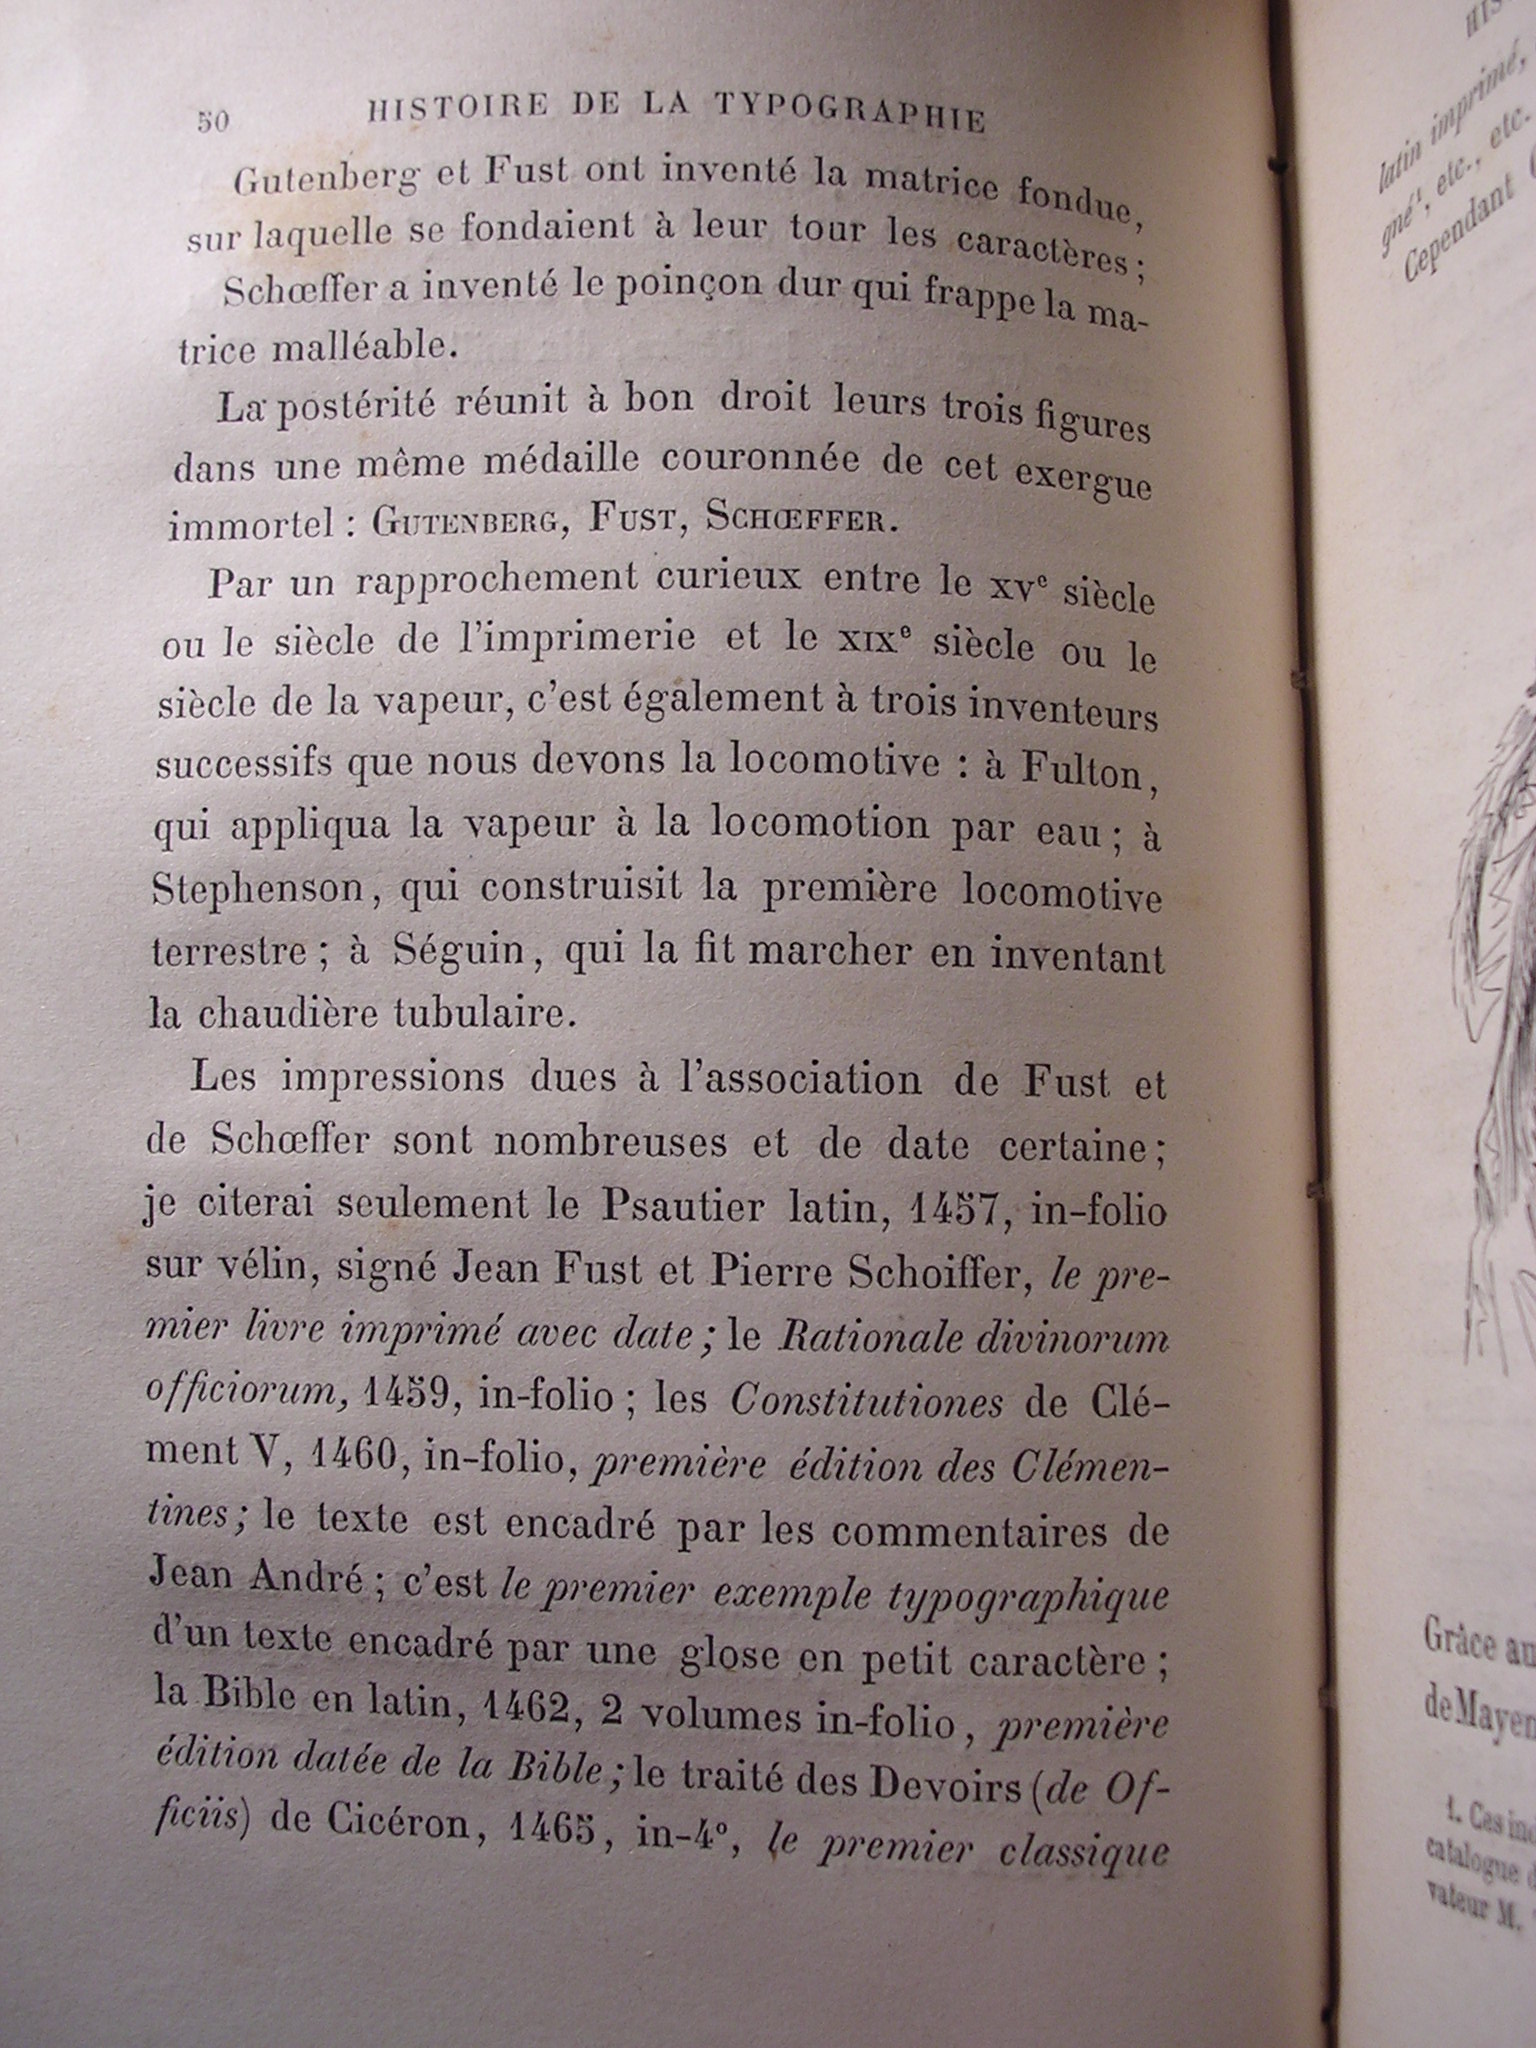 50 HISTOIRE DE LA TYPOGRAPHIE
Gutenberg et Fust ont inventé la matrice fondue,
sur laquelle se fondaient à leur tour les caractères ;
Schœffer a inventé le poinçon dur qui frappe la ma-
trice malléable.
La postérité réunit à bon droit leurs trois figures
dans une même médaille couronnée de cet exergue
immortel : GUTENBERG, FUST, SCHŒFFER.
Par un rapprochement curieux entre le XVe siècle
ou le siècle de l'imprimerie et le XIXe siècle ou le
siècle de la vapeur, c'est également à trois inventeurs
successifs que nous devons la locomotive : à Fulton,
qui appliqua la vapeur à la locomotion par eau ; à
Stephenson, qui construisit la première locomotive
terrestre ; à Séguin, qui la fit marcher en inventant
la chaudière tubulaire.
Les impressions dues à l'association de Fust et
de Schœffer sont nombreuses et de date certaine ;
je citerai seulement le Psautier latin, 1457, in-folio
sur vélin, signé Jean Fust et Pierre Schoiffer, le pre-
mier livre imprimé avec date ; le Rationale divinorum
officiorum, 1459, in-folio ; les Constitutiones de Clé-
ment V, 1460, in-folio, première édition des Clémen-
tines ; le texte est encadré par les commentaires de
Jean André ; c'est le premier exemple typographique
d'un texte encadré par une glose en petit caractère ;
la Bible en latin, 1462, 2 volumes in-folio, première
édition datée de la Bible ; le traité des Devoirs (de Of-
ficiis) de Cicéron, 1465, in-4º, le premier classique
latin imprimé,
gné¹, etc., etc.
Cependant
Grâce
de
1. Ces
catalogue
vateur M.